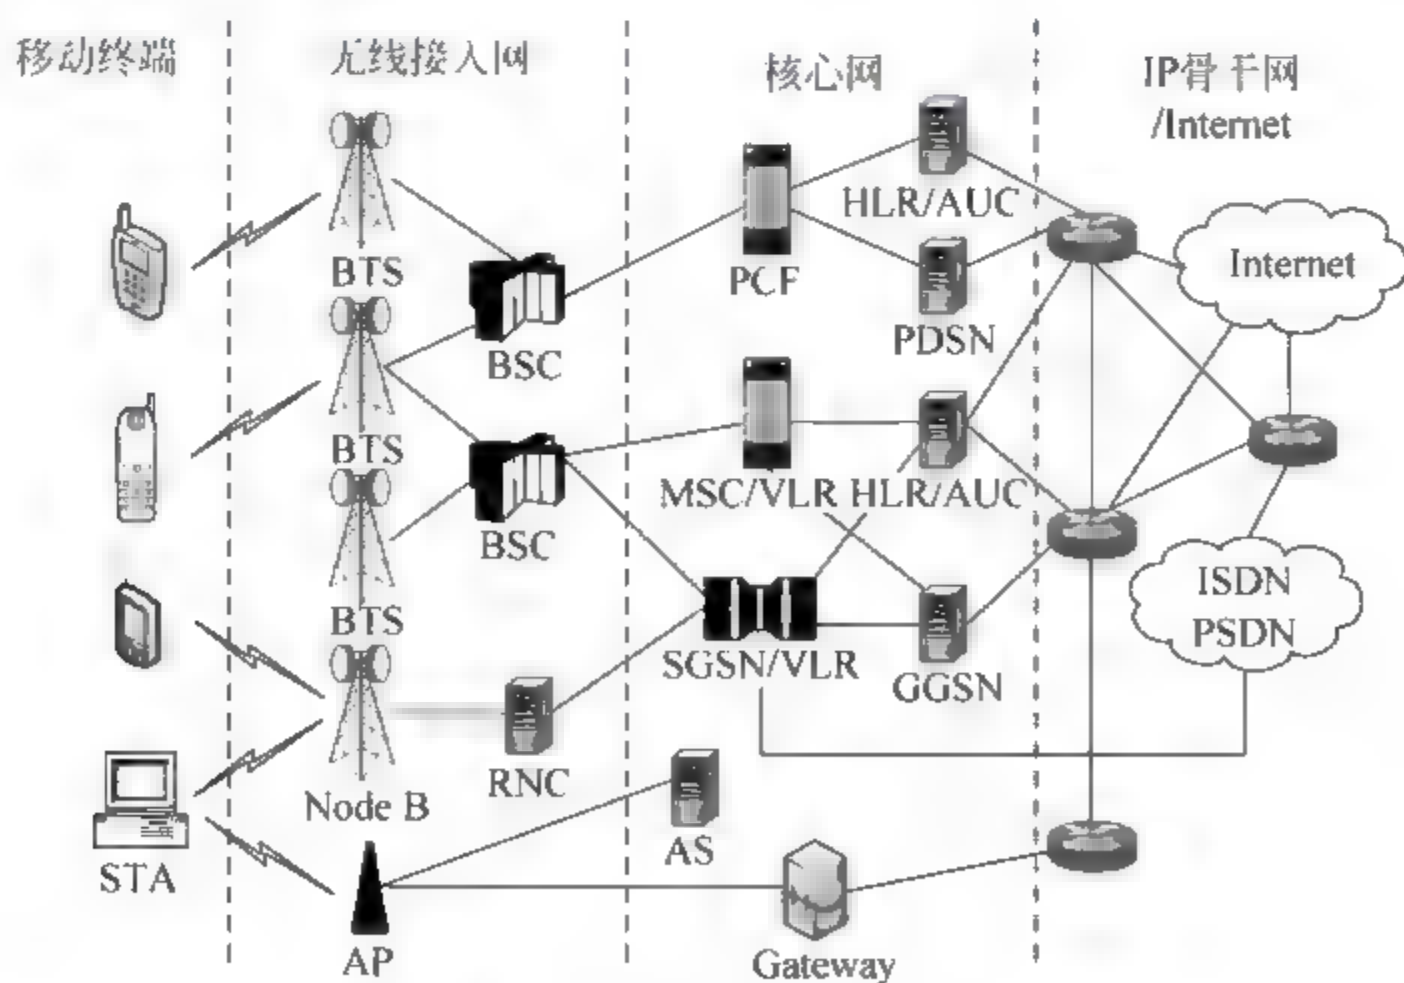 移动终端
无线接入网
核心网
IP骨干网
/Internet
BTS
HLR/AUC
PCF
Internet
BSC
PDSN
BTS
MSC/VLR
HLR/AUC
BSC
ISDN
PSDN
BTS
SGSN/VLR
GGSN
RNC
Node B
AS
STA
AP
Gateway